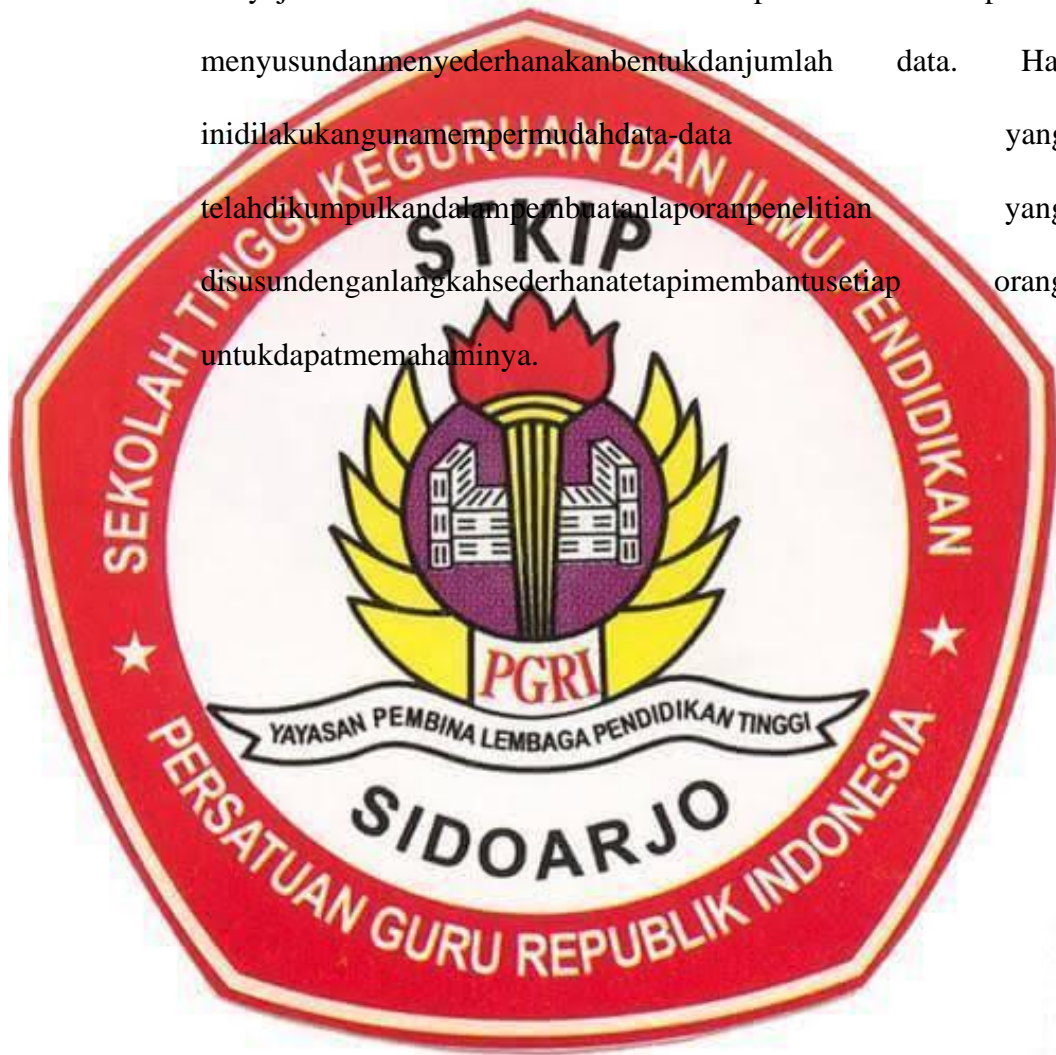 menyusundanmenyederhanakanbentukdanjumlah data. Ha
inidilakukangunamempermudahdata-data yang
telahdikumpulkandalampembuatanlaporanpenelitian yang
disusundenganlangkahsederhanatetapimembantusetiap orang
untukdapatmemahaminya.
SEKOLAH TINGGI KEGURUAN DAN ILMU PENDIDIKAN
STKIP
PGRI
YAYASAN PEMBINA LEMBAGA PENDIDIKAN TINGGI
SIDOARJO
PERSATUAN GURU REPUBLIK INDONESIA